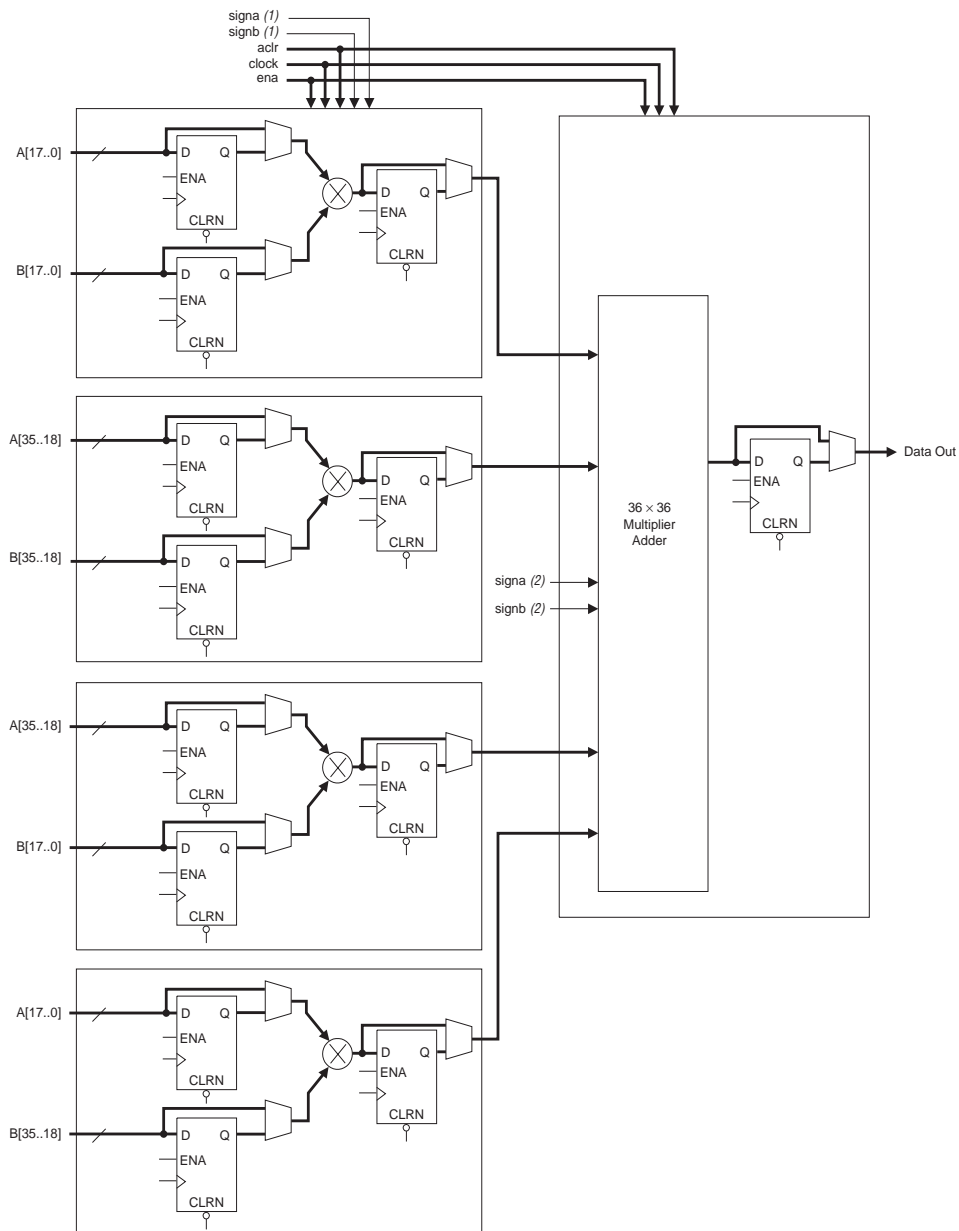 signa (1)
signb (1)
aclr
clock
ena
A[17..0]
D Q
ENA
CLRN
D Q
ENA
CLRN
B[17..0]
D Q
ENA
CLRN
A[35..18]
D Q
ENA
CLRN
D Q
ENA
CLRN
B[35..18]
D Q
ENA
CLRN
A[35..18]
D Q
ENA
CLRN
D Q
ENA
CLRN
B[17..0]
D Q
ENA
CLRN
A[17..0]
D Q
ENA
CLRN
D Q
ENA
CLRN
B[35..18]
D Q
ENA
CLRN
36 × 36
Multiplier
Adder
signa (2)
signb (2)
D Q
ENA
CLRN
Data Out